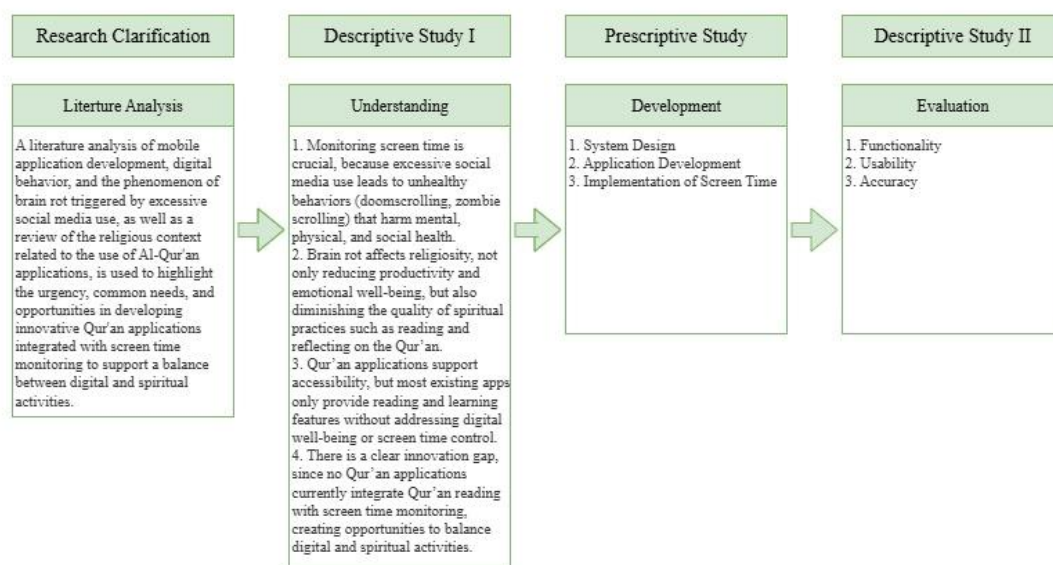 Research Clarification
Literture Analysis
A literature analysis of mobile
application development, digital
behavior, and the phenomenon of
brain rot triggered by excessive
social media use, as well as a
review of the religious context
related to the use of Al-Qur'an
applications, is used to highlight
the urgency, common needs, and
opportunities in developing
innovative Qur'an applications
integrated with screen time
monitoring to support a balance
between digital and spiritual
activities.
Descriptive Study I
Understanding
1. Monitoring screen time is
crucial, because excessive social
media use leads to unhealthy
behaviors (doomscrolling, zombie
scrolling) that harm mental,
physical, and social health.
2. Brain rot affects religiosity, not
only reducing productivity and
emotional well-being, but also
diminishing the quality of spiritual
practices such as reading and
reflecting on the Qur’an.
3. Qur’an applications support
accessibility, but most existing apps
only provide reading and learning
features without addressing digital
well-being or screen time control.
4. There is a clear innovation gap,
since no Qur’an applications
currently integrate Qur’an reading
with screen time monitoring,
creating opportunities to balance
digital and spiritual activities.
Prescriptive Study
Development
1. System Design
2. Application Development
3. Implementation of Screen Time
Descriptive Study II
Evaluation
1. Functionality
2. Usability
3. Accuracy